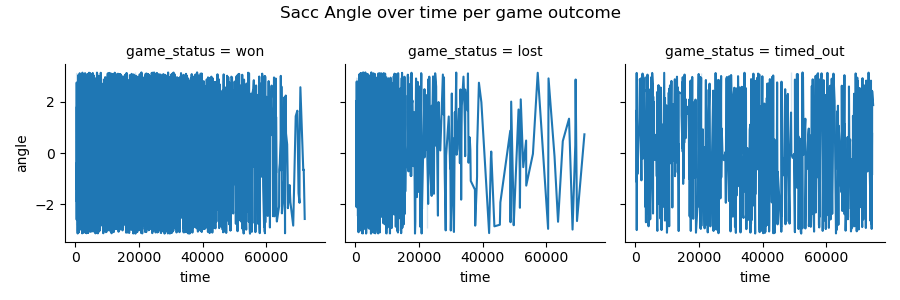 Sacc Angle over time per game outcome
game_status = won
game_status = lost
game_status = timed_out
angle
2
0
−2
0
20000
40000
60000
0
20000
40000
60000
0
20000
40000
60000
time
time
time